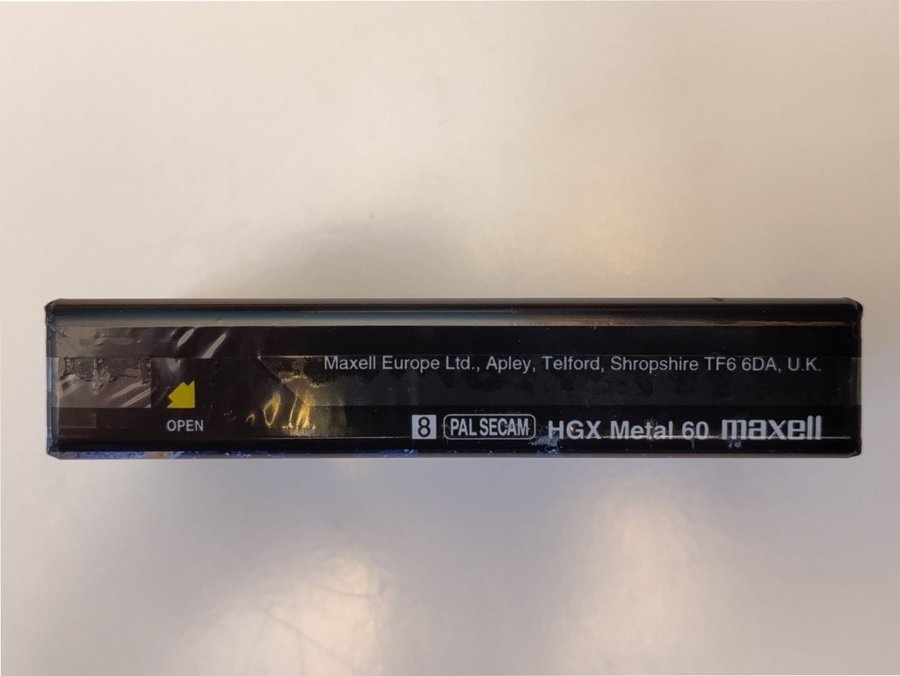 Maxell Europe Ltd., Apley, Telford, Shropshire TF6 6DA, U.K.
OPEN
8 PAL SECAM HGX Metal 60 maxell